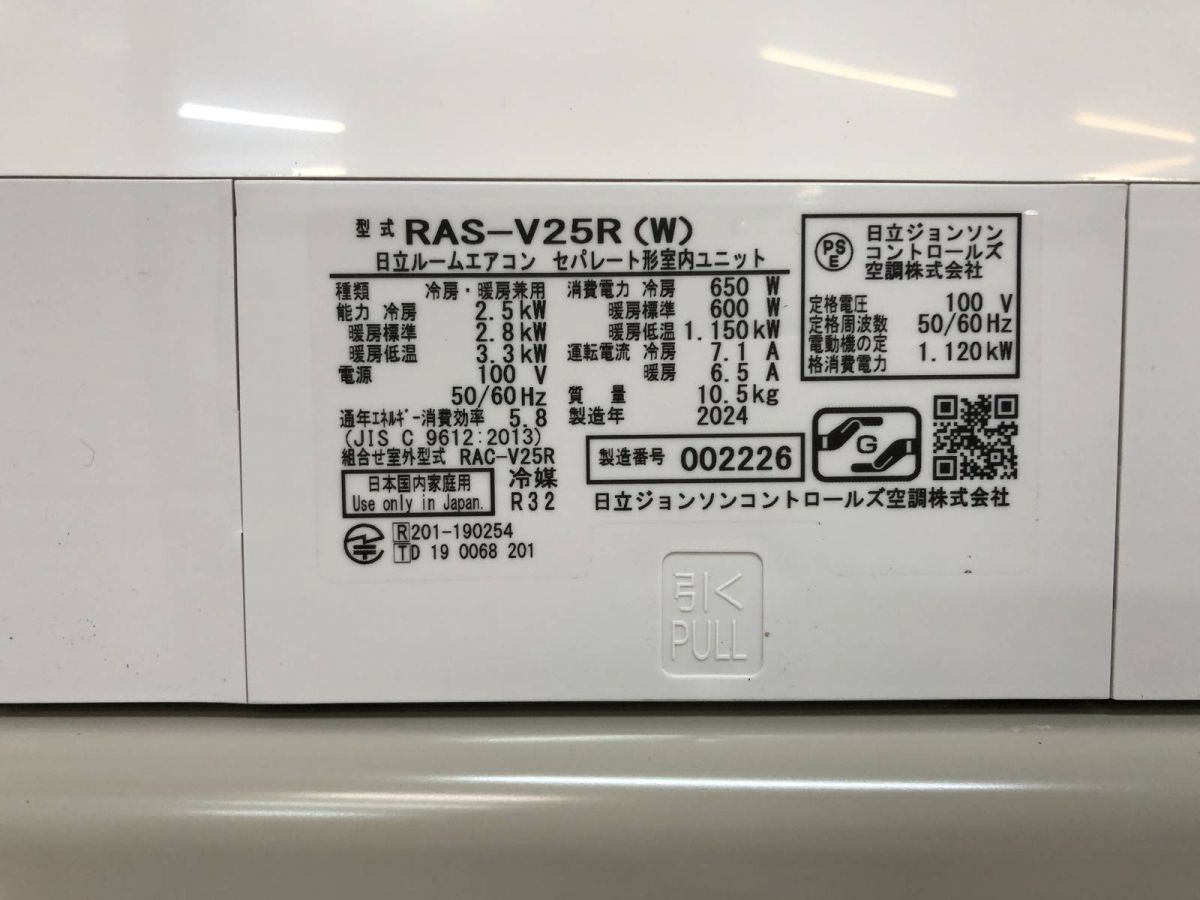 型式 RAS-V25R (W)
日立ルームエアコン セパレート形室内ユニット
種類 冷房・暖房兼用
能力 冷房 2.5kW
暖房標準 2.8kW
暖房低温 3.3kW
電源 100 V
50/60Hz
通年エネルギー消費効率 5.8
(JIS C 9612:2013)
組合せ室外型式 RAC-V25R
日本国内家庭用
Use only in Japan.
冷媒
R32
R201-190254
TD 19 0068 201
消費電力 冷房 650 W
暖房標準 600 W
暖房低温 1.150kW
運転電流 冷房 7.1 A
暖房 6.5 A
質量 10.5kg
製造年 2024
製造番号 002226
PS
E
日立ジョンソン
コントロールズ
空調株式会社
定格電圧 100 V
定格周波数 50/60Hz
電動機の定
格消費電力 1.120kW
G
日立ジョンソンコントロールズ空調株式会社
引く
PULL